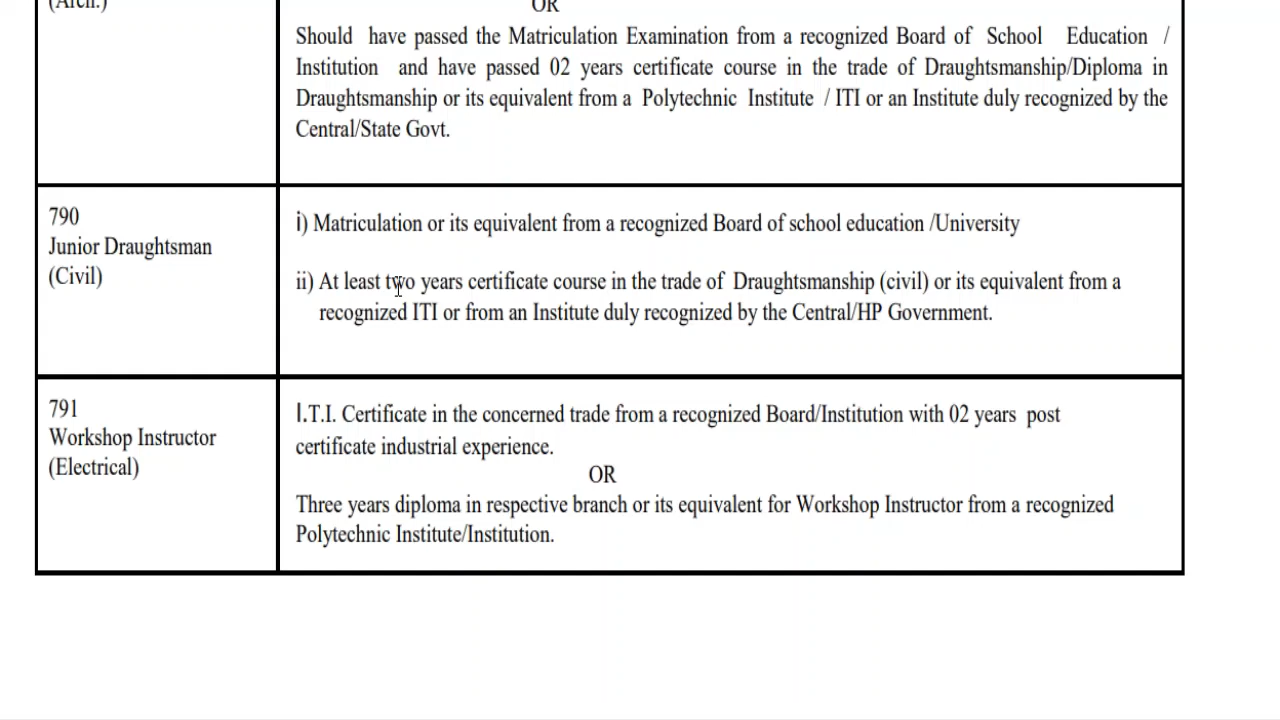 (Arch.)
OR
Should have passed the Matriculation Examination from a recognized Board of School Education /
Institution and have passed 02 years certificate course in the trade of Draughtsmanship/Diploma in
Draughtsmanship or its equivalent from a Polytechnic Institute / ITI or an Institute duly recognized by the
Central/State Govt.
790
Junior Draughtsman
(Civil)
i) Matriculation or its equivalent from a recognized Board of school education /University
ii) At least two years certificate course in the trade of Draughtsmanship (civil) or its equivalent from a
recognized ITI or from an Institute duly recognized by the Central/HP Government.
791
Workshop Instructor
(Electrical)
I.T.I. Certificate in the concerned trade from a recognized Board/Institution with 02 years post
certificate industrial experience.
OR
Three years diploma in respective branch or its equivalent for Workshop Instructor from a recognized
Polytechnic Institute/Institution.